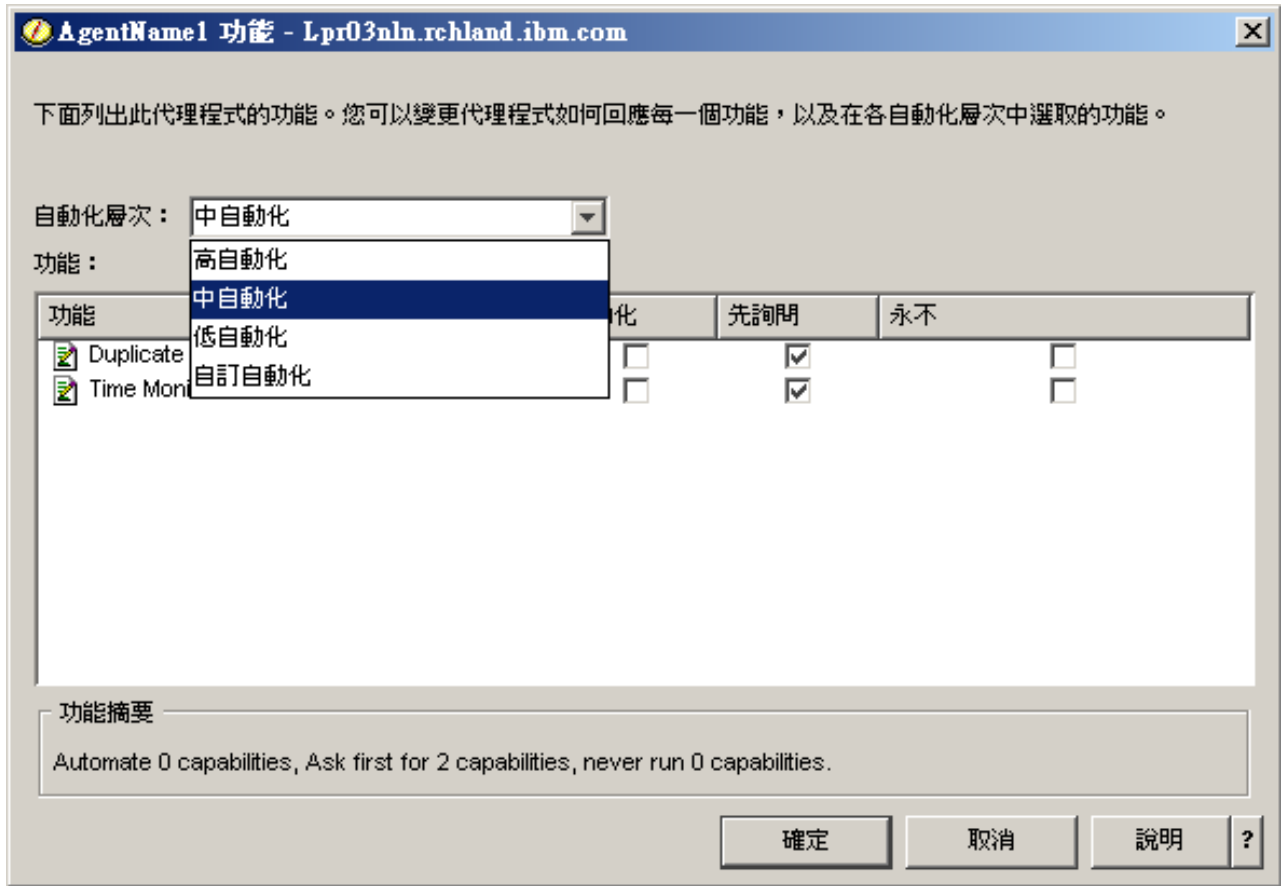 AgentName1 功能 - Lpr03nln.rchland.ibm.com
下面列出此代理程式的功能。您可以變更代理程式如何回應每一個功能，以及在各自動化層次中選取的功能。
自動化層次： 中自動化
高自動化
中自動化
低自動化
自訂自動化
功能：
功能 化 先詢問 永不
Duplicate
Time Moni
功能摘要
Automate 0 capabilities, Ask first for 2 capabilities, never run 0 capabilities.
確定 取消 說明 ?